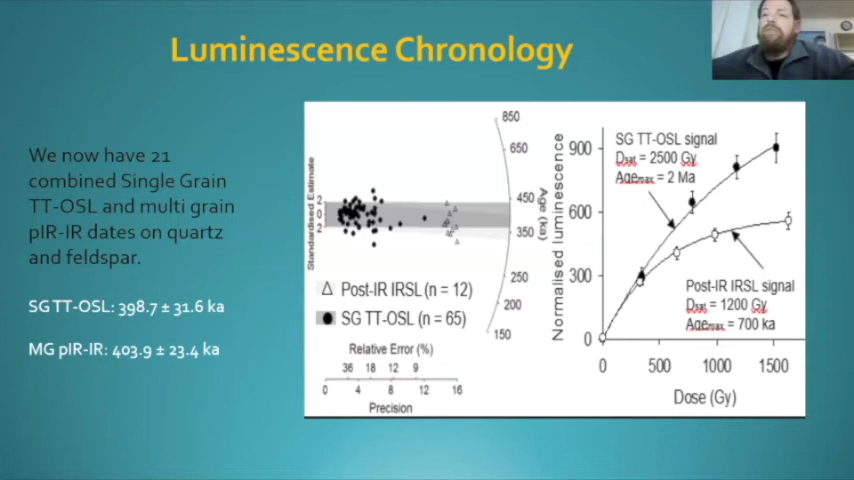 Luminescence Chronology
We now have 21
combined Single Grain
TT-OSL and multi grain
pIR-IR dates on quartz
and feldspar.
SG TT-OSL: 398.7 ± 31.6 ka
MG pIR-IR: 403.9 ± 23.4 ka
Standardised Estimate
2
0
2
850
650
450
350
250
200
150
Age (ka)
Post-IR IRSL (n = 12)
SG TT-OSL (n = 65)
Relative Error (%)
36 18 12 9
0 4 8 12 16
Precision
Normalised luminescence
900
600
300
0
SG TT-OSL signal
Dsat = 2500 Gy
Agemax = 2 Ma
Post-IR IRSL signal
Dsat = 1200 Gy
Agemax = 700 ka
0 500 1000 1500
Dose (Gy)